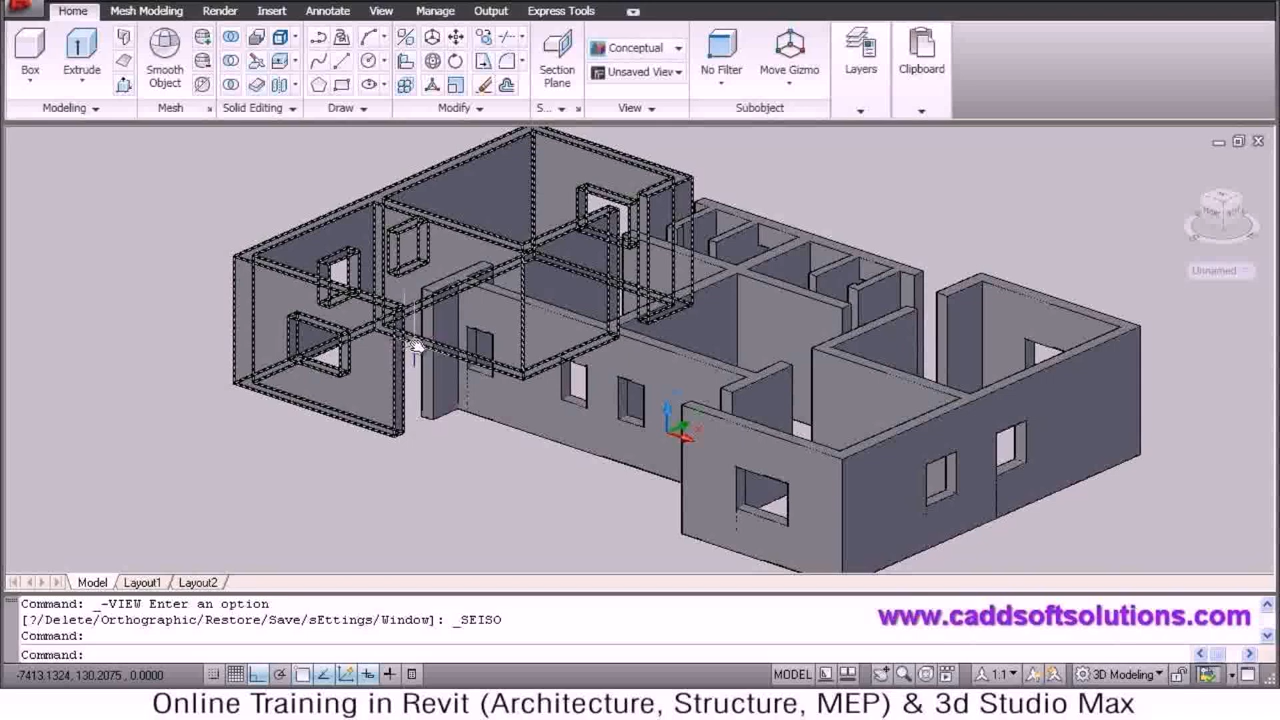 Home Mesh Modeling Render Insert Annotate View Manage Output Express Tools
Box Extrude Smooth Object Section Plane Conceptual Unsaved View No Filter Move Gizmo Layers Clipboard
Modeling Mesh Solid Editing Draw Modify S... View Subobject
Unnamed
Model Layout1 Layout2
Command: _-VIEW Enter an option
[?/Delete/Orthographic/Restore/Save/sEttings/Window]: _SEISO
www.caddsoftsolutions.com
Command:
Command:
-7413.1324, 130.2075, 0.0000 MODEL 1:1 3D Modeling
Online Training in Revit (Architecture, Structure, MEP) & 3d Studio Max